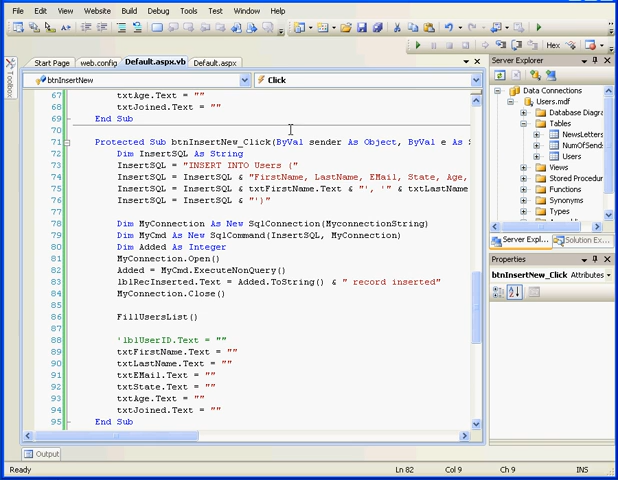 File Edit View Website Build Debug Tools Test Window Help
Hex
Start Page web.config Default.aspx.vb Default.aspx
Toolbox
btnInsertNew Click
67 txtAge.Text = ""
68 txtJoined.Text = ""
69 End Sub
70
71 Protected Sub btnInsertNew_Click(ByVal sender As Object, ByVal e As S
72 Dim InsertSQL As String
73 InsertSQL = "INSERT INTO Users ("
74 InsertSQL = InsertSQL & "FirstName, LastName, EMail, State, Age,
75 InsertSQL = InsertSQL & txtFirstName.Text & "', '" & txtLastName
76 InsertSQL = InsertSQL & "')"
77
78 Dim MyConnection As New SqlConnection(MyconnectionString)
79 Dim MyCmd As New SqlCommand(InsertSQL, MyConnection)
80 Dim Added As Integer
81 MyConnection.Open()
82 Added = MyCmd.ExecuteNonQuery()
83 lblRecInserted.Text = Added.ToString() & " record inserted"
84 MyConnection.Close()
85
86 FillUsersList()
87
88 'lblUserID.Text = ""
89 txtFirstName.Text = ""
90 txtLastName.Text = ""
91 txtEMail.Text = ""
92 txtState.Text = ""
93 txtAge.Text = ""
94 txtJoined.Text = ""
95 End Sub
Server Explorer
Data Connections
Users.mdf
Database Diagra
Tables
NewsLetters
NumOfSend
Users
Views
Stored Procedur
Functions
Synonyms
Types
Server Expl... Solution Ex...
Properties
btnInsertNew_Click Attributes
Output
Ready Ln 82 Col 9 Ch 9 INS